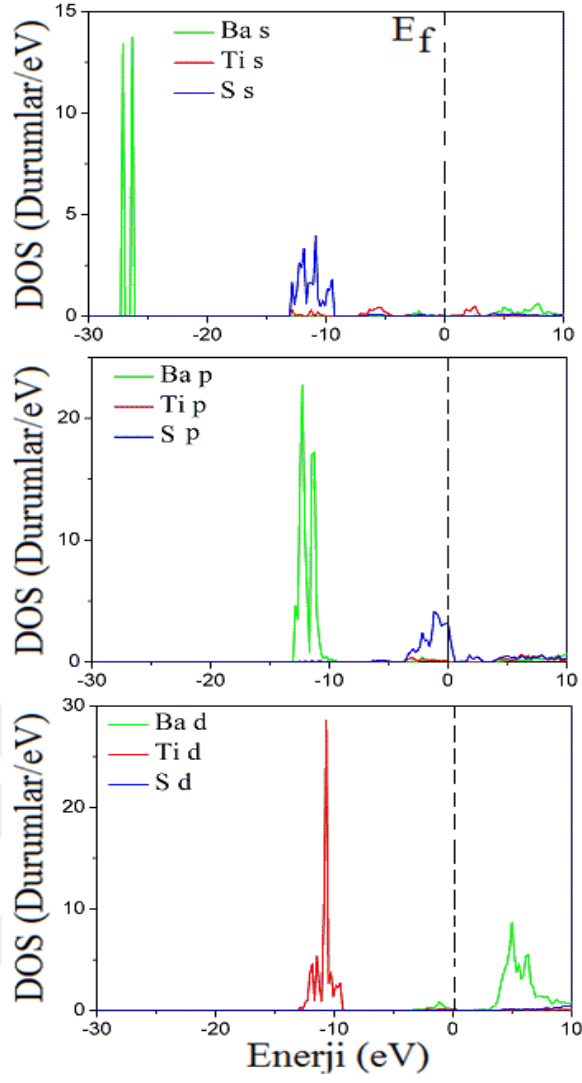 15
10
5
0
DOS (Durumlar/eV)
Ba s
Ti s
S s
E_f
-30 -20 -10 0 10
20
10
0
DOS (Durumlar/eV)
Ba p
Ti p
S p
-30 -20 -10 0 10
30
20
10
0
DOS (Durumlar/eV)
Ba d
Ti d
S d
-30 -20 -10 0 10
Enerji (eV)